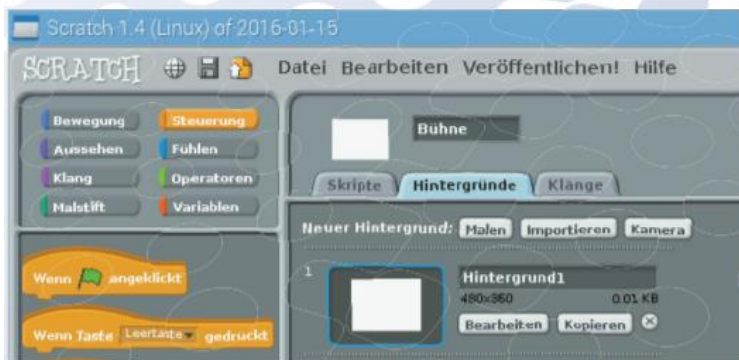 Scratch 1.4 (Linux) of 2016-01-15
SCRATCH Datei Bearbeiten Veröffentlichen! Hilfe
Bewegung Steuerung
Aussehen Fühlen
Klang Operatoren
Malstift Variablen
Wenn angeklickt
Wenn Taste Leertaste gedrückt
Bühne
Skripte Hintergründe Klänge
Neuer Hintergrund: Malen Importieren Kamera
1 Hintergrund1
480x360 0.01 KB
Bearbeiten Kopieren